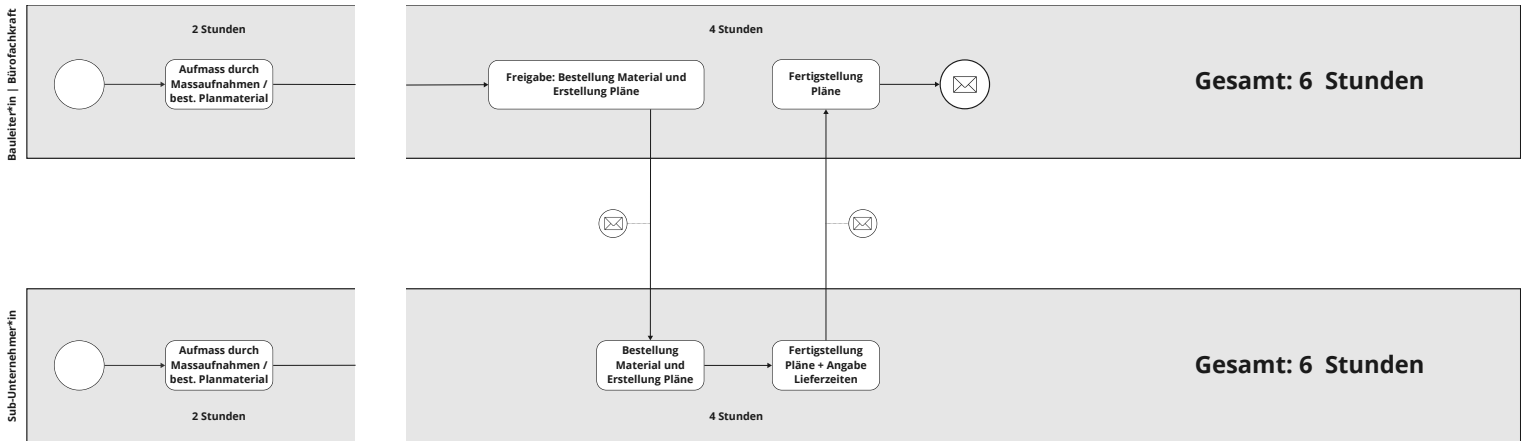 Bauleiter*in | Bürofachkraft
2 Stunden
4 Stunden
Aufmass durch
Massaufnahmen /
best. Planmaterial
Freigabe: Bestellung Material und
Erstellung Pläne
Fertigstellung
Pläne
Gesamt: 6 Stunden
Sub-Unternehmer*in
Aufmass durch
Massaufnahmen /
best. Planmaterial
Bestellung
Material und
Erstellung Pläne
Fertigstellung
Pläne + Angabe
Lieferzeiten
Gesamt: 6 Stunden
2 Stunden
4 Stunden